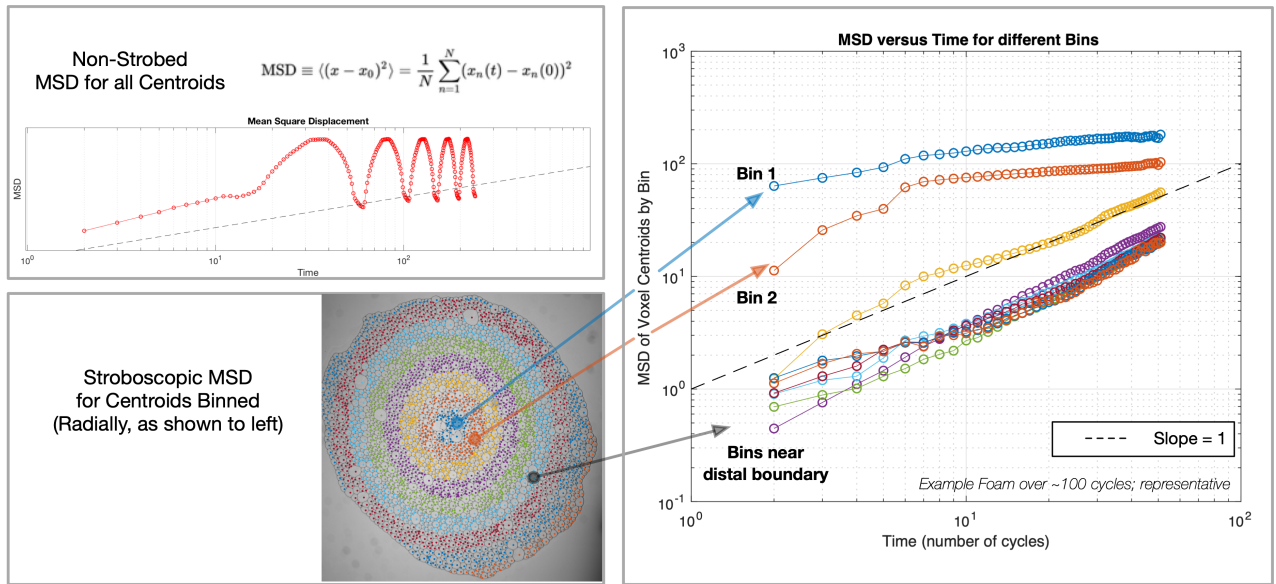 Non-Strobed
MSD for all Centroids
MSD ≡ ⟨(x − x₀)²⟩ = 1/N ∑_{n=1}^{N} (xₙ(t) − xₙ(0))²
Mean Square Displacement
MSD
10⁰
10¹
10²
Time
Stroboscopic MSD
for Centroids Binned
(Radially, as shown to left)
MSD versus Time for different Bins
MSD of Voxel Centroids by Bin
10³
10²
10¹
10⁰
10⁻¹
Bin 1
Bin 2
Bins near
distal boundary
Slope = 1
Example Foam over ~100 cycles; representative
10⁰
10¹
10²
Time (number of cycles)